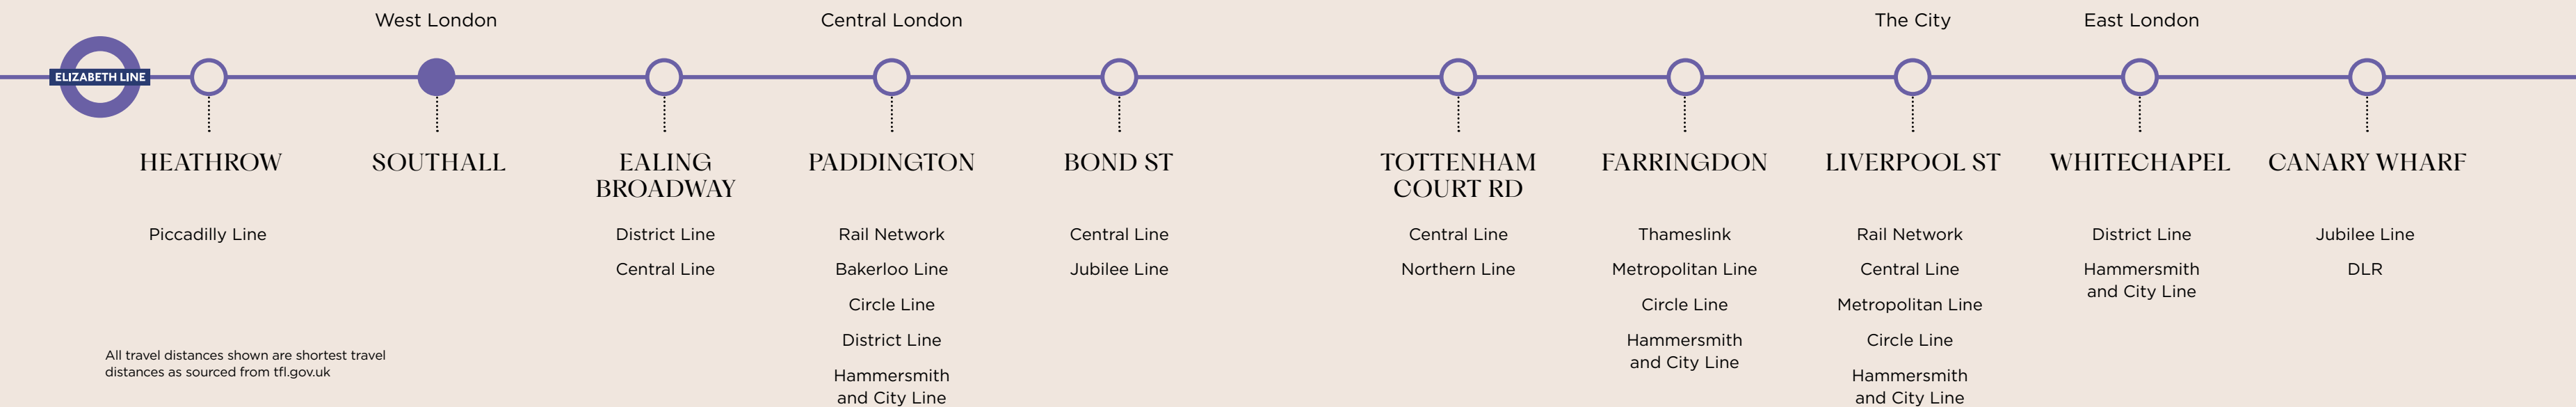 West London
Central London
The City
East London
ELIZABETH LINE
HEATHROW
Piccadilly Line
SOUTHALL
EALING
BROADWAY
District Line
Central Line
PADDINGTON
Rail Network
Bakerloo Line
Circle Line
District Line
Hammersmith
and City Line
BOND ST
Central Line
Jubilee Line
TOTTENHAM
COURT RD
Central Line
Northern Line
FARRINGDON
Thameslink
Metropolitan Line
Circle Line
Hammersmith
and City Line
LIVERPOOL ST
Rail Network
Central Line
Metropolitan Line
Circle Line
Hammersmith
and City Line
WHITECHAPEL
District Line
Hammersmith
and City Line
CANARY WHARF
Jubilee Line
DLR
All travel distances shown are shortest travel
distances as sourced from tfl.gov.uk